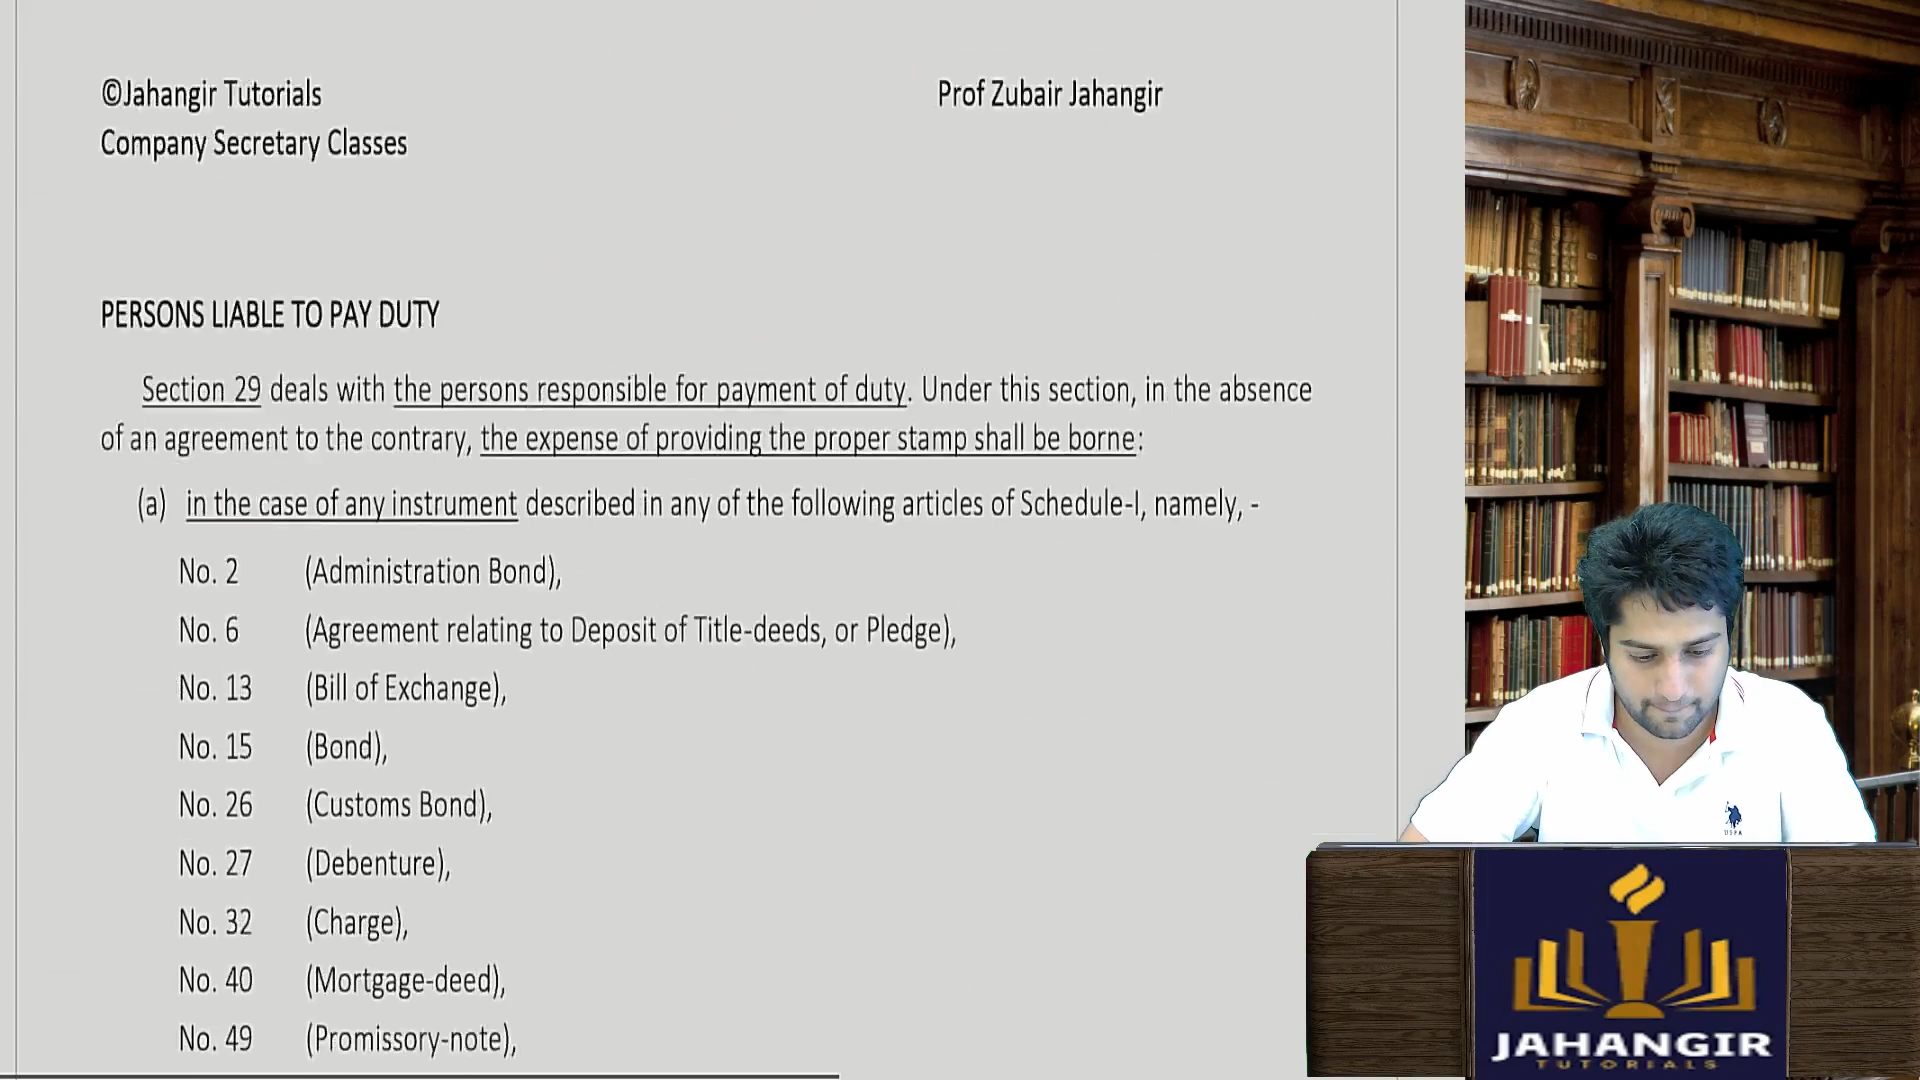 ©Jahangir Tutorials
Prof Zubair Jahangir
Company Secretary Classes
PERSONS LIABLE TO PAY DUTY
Section 29 deals with the persons responsible for payment of duty. Under this section, in the absence
of an agreement to the contrary, the expense of providing the proper stamp shall be borne:
(a) in the case of any instrument described in any of the following articles of Schedule-I, namely, -
No. 2 (Administration Bond),
No. 6 (Agreement relating to Deposit of Title-deeds, or Pledge),
No. 13 (Bill of Exchange),
No. 15 (Bond),
No. 26 (Customs Bond),
No. 27 (Debenture),
No. 32 (Charge),
No. 40 (Mortgage-deed),
No. 49 (Promissory-note),
USPA
JAHANGIR
TUTORIALS